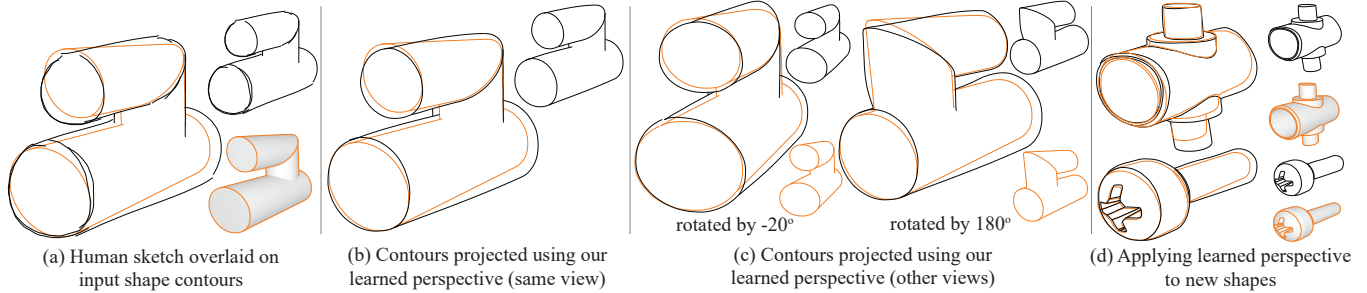 rotated by -20°
rotated by 180°
(a) Human sketch overlaid on
input shape contours
(b) Contours projected using our
learned perspective (same view)
(c) Contours projected using our
learned perspective (other views)
(d) Applying learned perspective
to new shapes